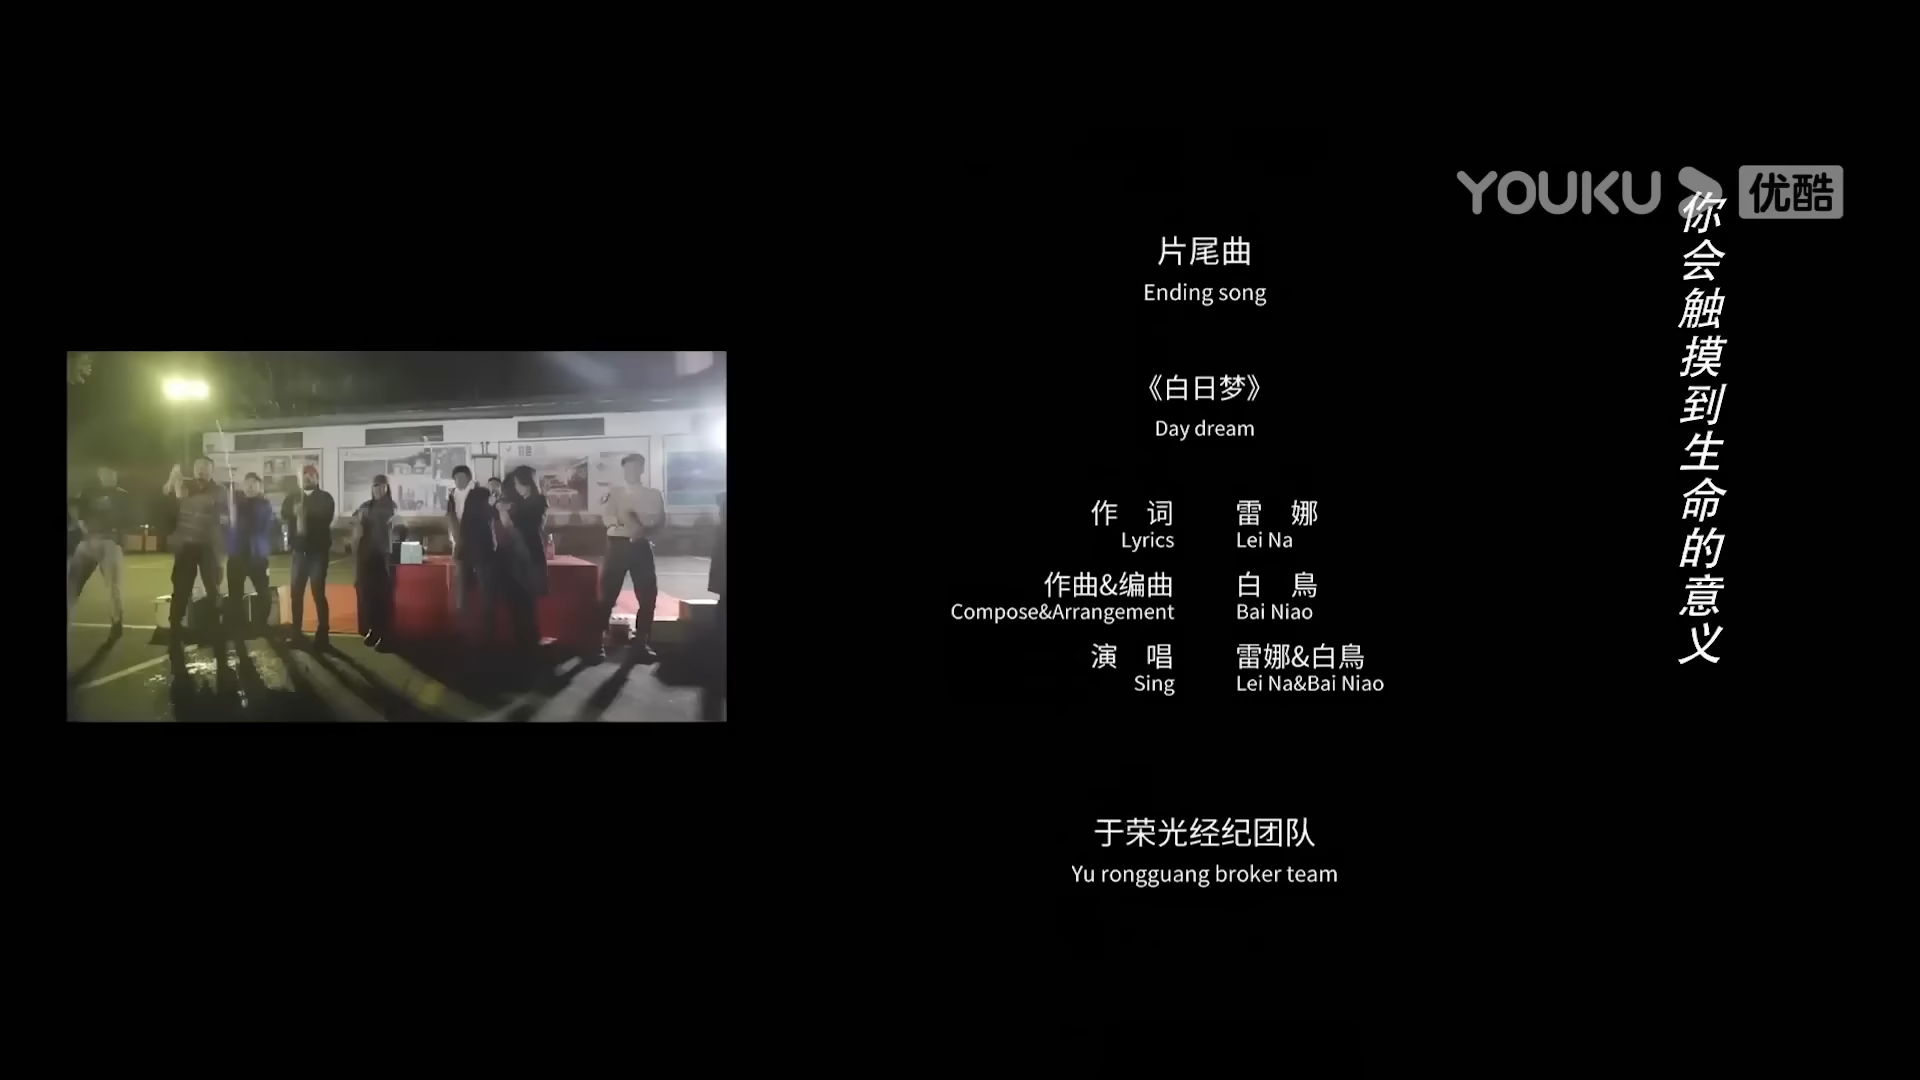 YOUKU 优酷
片尾曲
Ending song
《白日梦》
Day dream
作 词 雷 娜
Lyrics Lei Na
作曲&编曲 白 鳥
Compose&Arrangement Bai Niao
演 唱 雷娜&白鳥
Sing Lei Na&Bai Niao
于荣光经纪团队
Yu rongguang broker team
你会触摸到生命的意义